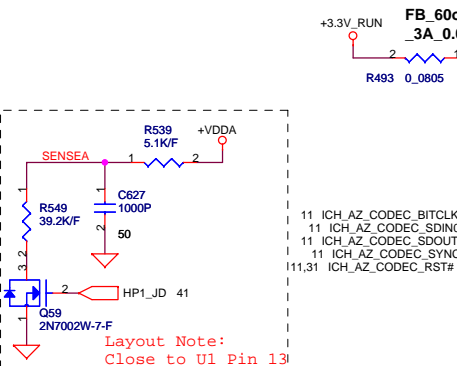 +3.3V_RUN
FB_60
_3A_0.0
2
1
R493 0_0805
R539
5.1K/F
+VDDA
SENSEA
1
2
1
R549
39.2K/F
2
3
1
C627
1000P
2
50
2
HP1_JD 41
Q59
2N7002W-7-F
1
Layout Note:
Close to U1 Pin 13
11 ICH_AZ_CODEC_BITCLK
11 ICH_AZ_CODEC_SDIN0
11 ICH_AZ_CODEC_SDOUT
11 ICH_AZ_CODEC_SYNC
11,31 ICH_AZ_CODEC_RST#